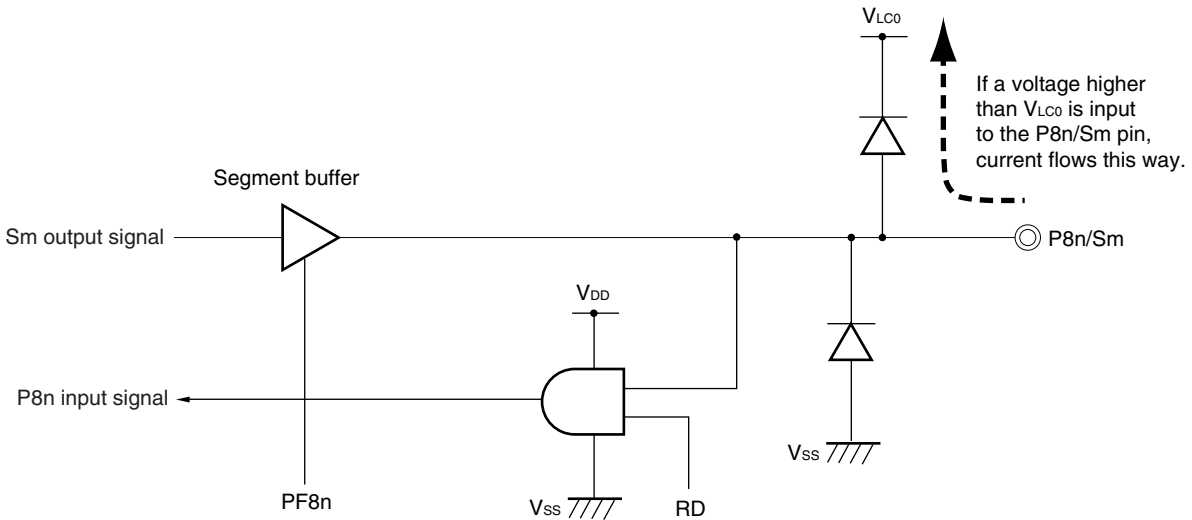 VLC0
If a voltage higher
than VLC0 is input
to the P8n/Sm pin,
current flows this way.
Segment buffer
Sm output signal
P8n/Sm
VDD
P8n input signal
VSS
PF8n
VSS
RD